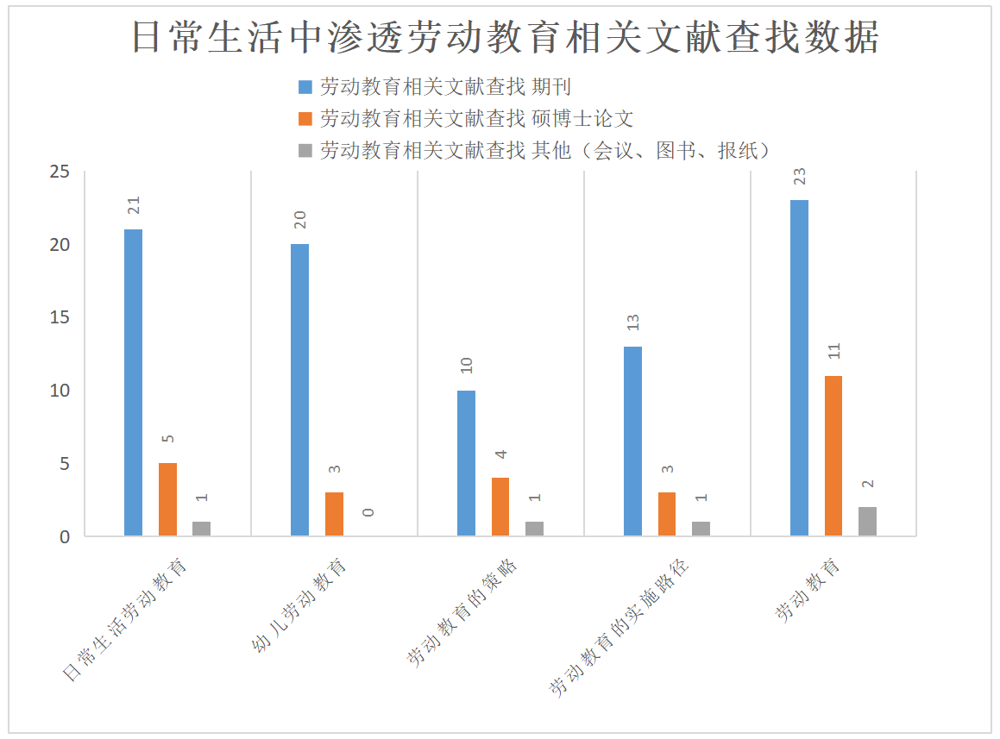 日常生活中渗透劳动教育相关文献查找数据
劳动教育相关文献查找 期刊
劳动教育相关文献查找 硕博士论文
劳动教育相关文献查找 其他（会议、图书、报纸）
25
20
15
10
5
0
21
5
1
20
3
0
10
4
1
13
3
1
23
11
2
日常生活劳动教育
幼儿劳动教育
劳动教育的策略
劳动教育的实施路径
劳动教育